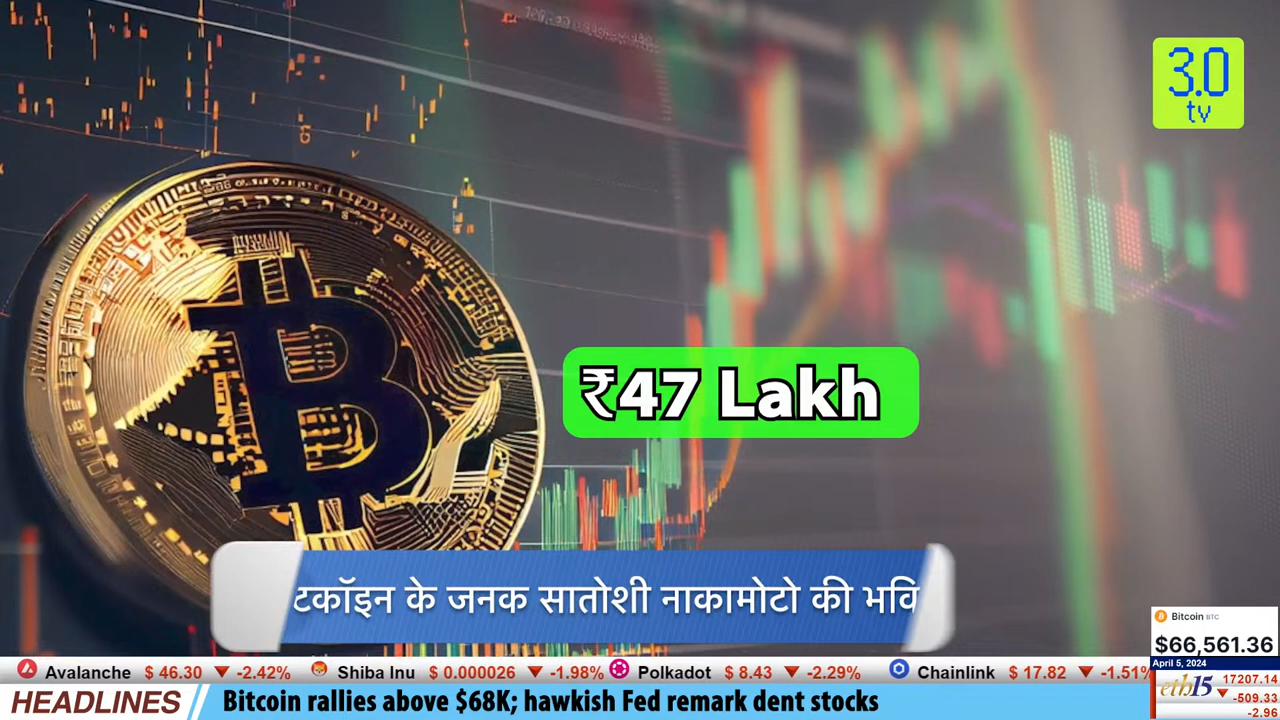 3.0
tv
₹47 Lakh
टकॉइन के जनक सातोशी नाकामोटो की भवि
Bitcoin BTC
$66,561.36
April 5, 2024
Avalanche $ 46.30 ▼ -2.42% Shiba Inu $ 0.000026 ▼ -1.98% Polkadot $ 8.43 ▼ -2.29% Chainlink $ 17.82 ▼ -1.51%
eth15 17207.14
▼ -509.33
-2.96
HEADLINES Bitcoin rallies above $68K; hawkish Fed remark dent stocks